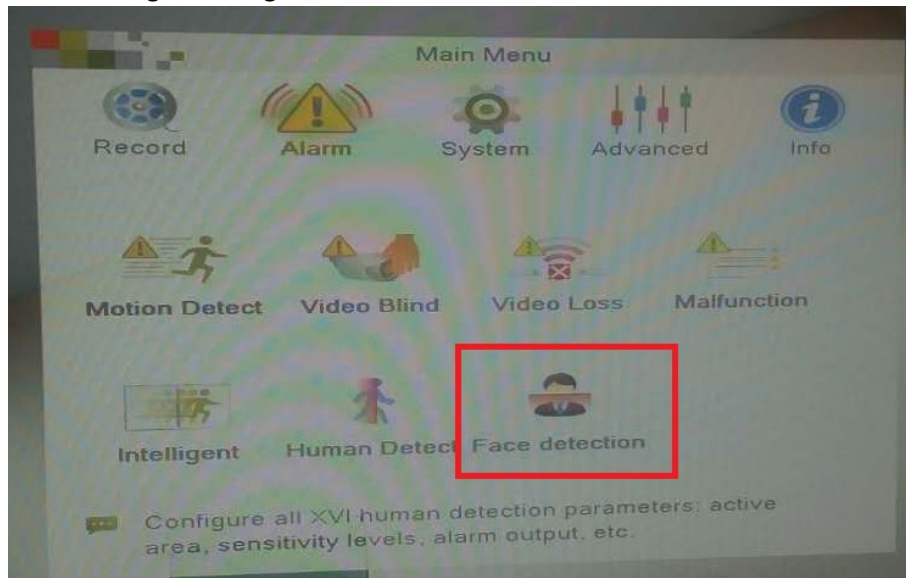 Main Menu
Record Alarm System Advanced Info
Motion Detect Video Blind Video Loss Malfunction
Intelligent Human Detect Face detection
Configure all XVI human detection parameters: active
area, sensitivity levels, alarm output, etc.